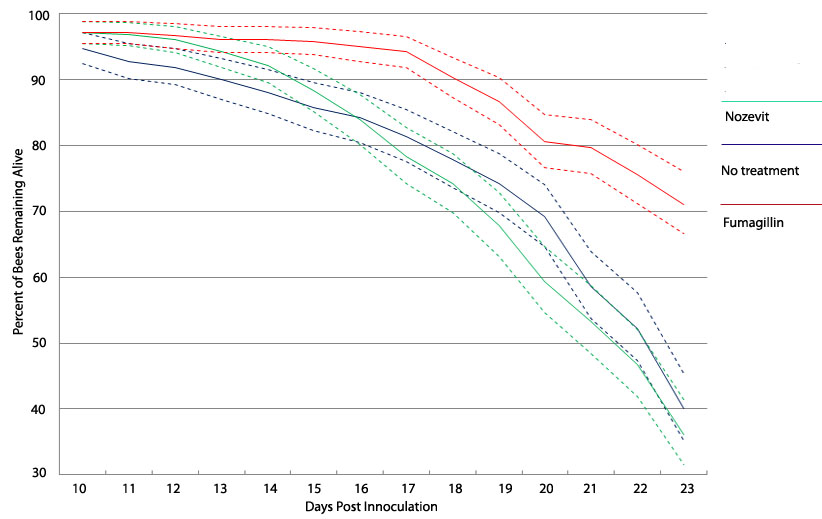 100
90
80
70
60
50
40
30
Percent of Bees Remaining Alive
10 11 12 13 14 15 16 17 18 19 20 21 22 23
Days Post Innoculation
Nozevit
No treatment
Fumagillin